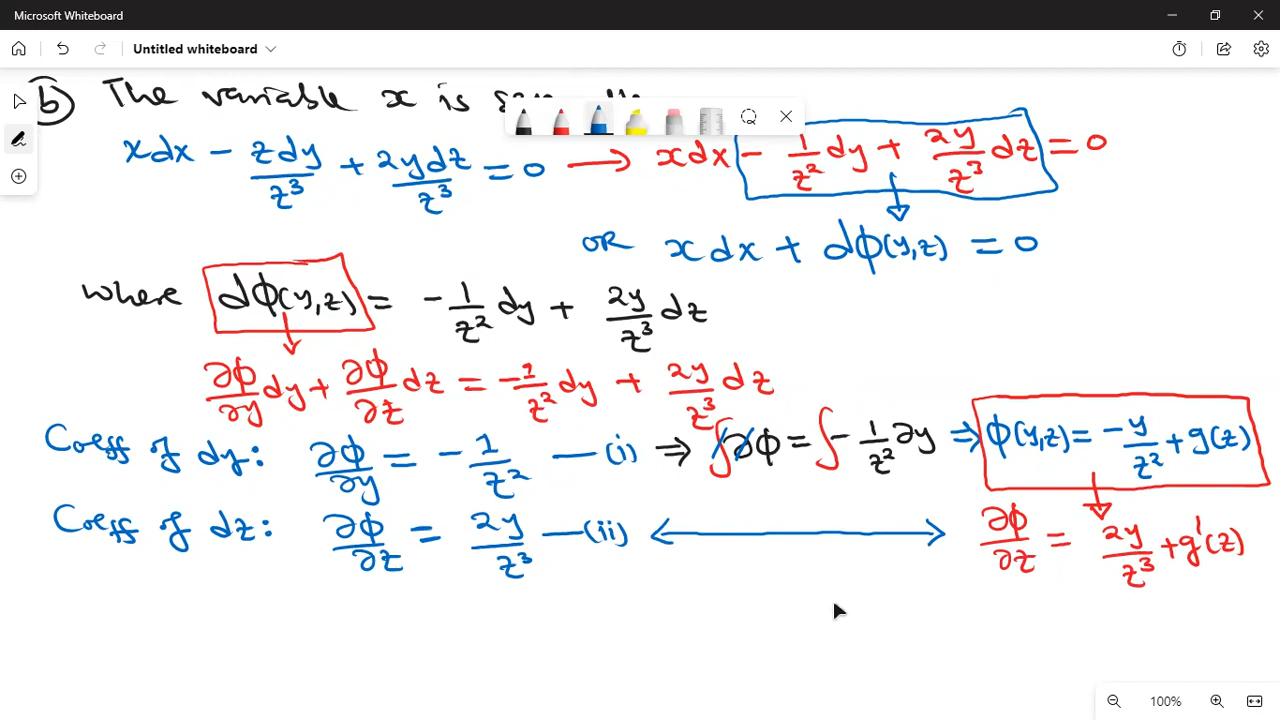 Microsoft Whiteboard
Untitled whiteboard
b) The variable x is
xdx - zdy/z³ + 2ydz/z³ = 0 → xdx - 1/z² dy + 2y/z³ dz = 0
OR xdx + dϕ(y,z) = 0
where dϕ(y,z) = - 1/z² dy + 2y/z³ dz
∂ϕ/∂y dy + ∂ϕ/∂z dz = - 1/z² dy + 2y/z³ dz
Coeff of dy: ∂ϕ/∂y = - 1/z² —(i) ⇒ ∫∂ϕ = ∫ - 1/z² ∂y ⇒ ϕ(y,z) = - y/z² + g(z)
Coeff of dz: ∂ϕ/∂z = 2y/z³ —(ii) ⟷ ∂ϕ/∂z = 2y/z³ + g'(z)
100%